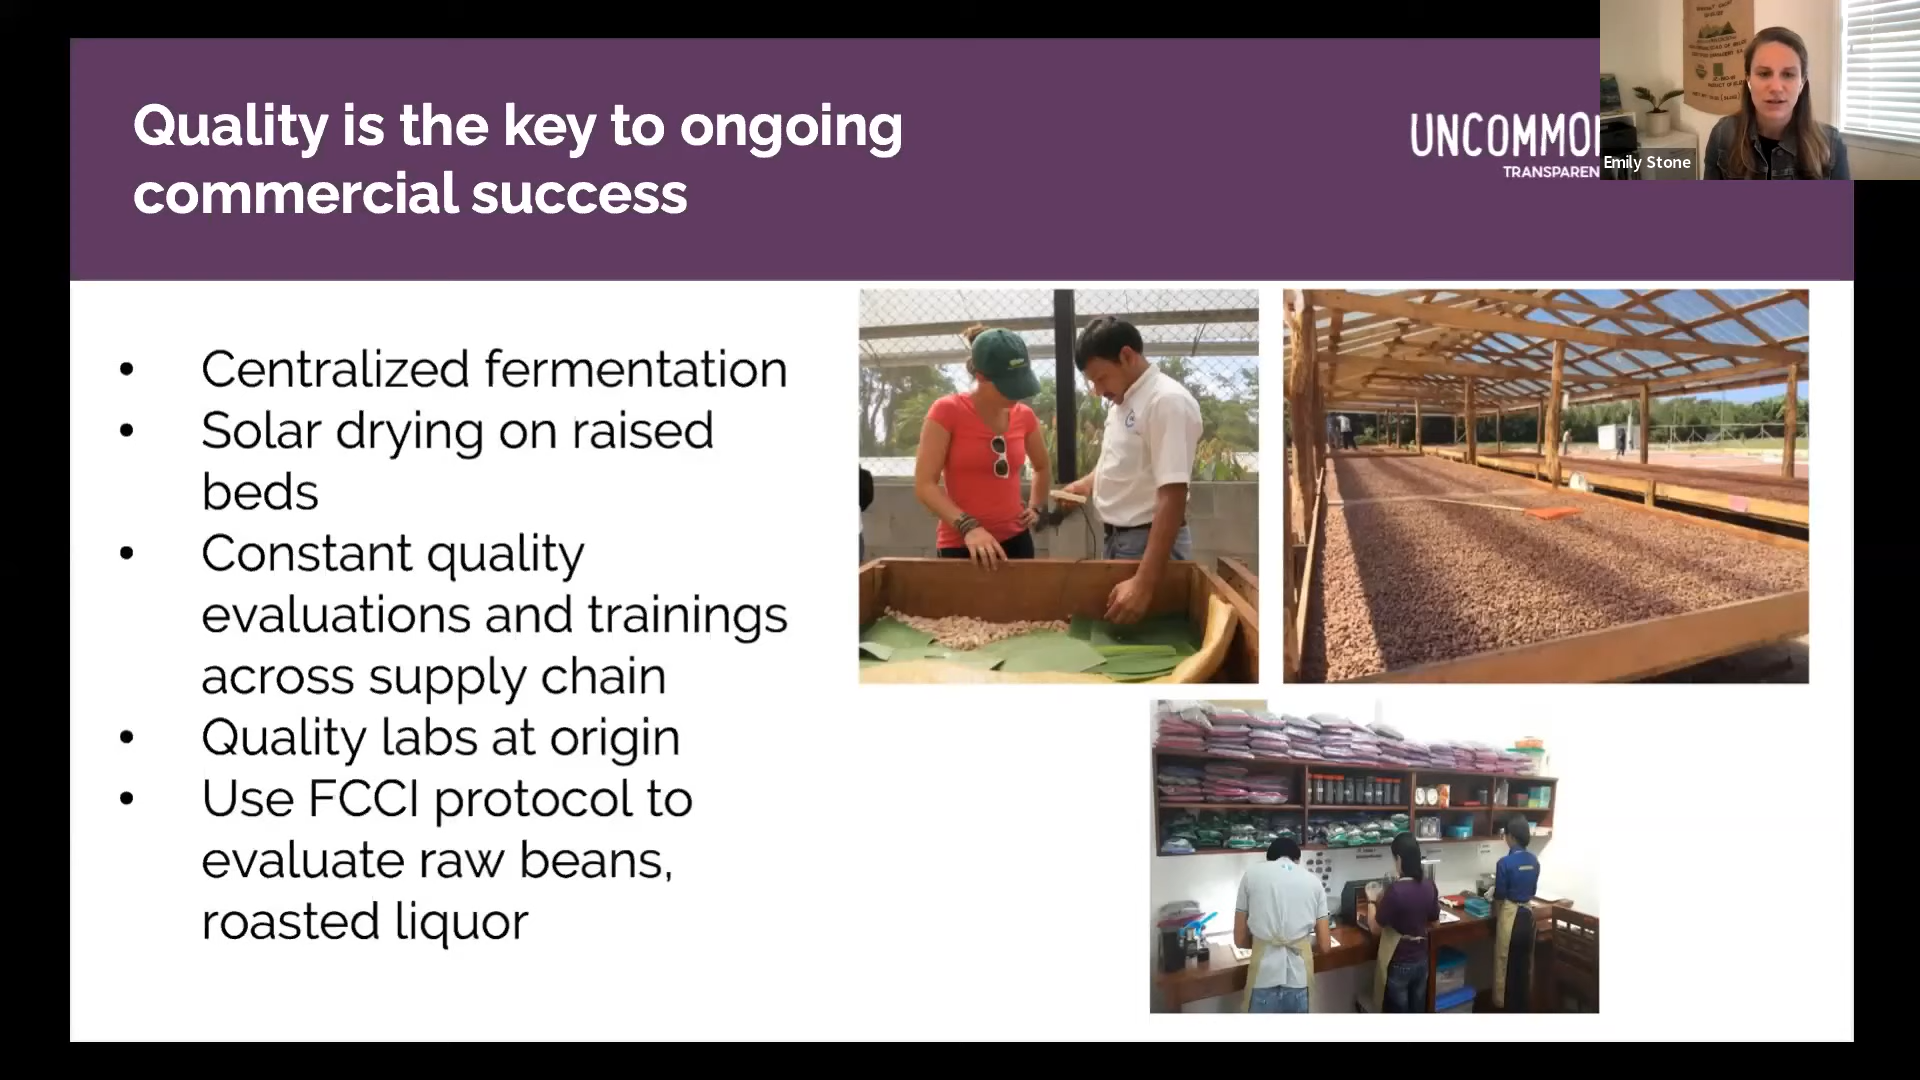 Quality is the key to ongoing
commercial success
UNCOMMO
TRANSPAREN
Emily Stone
• Centralized fermentation
• Solar drying on raised
beds
• Constant quality
evaluations and trainings
across supply chain
• Quality labs at origin
• Use FCCI protocol to
evaluate raw beans,
roasted liquor